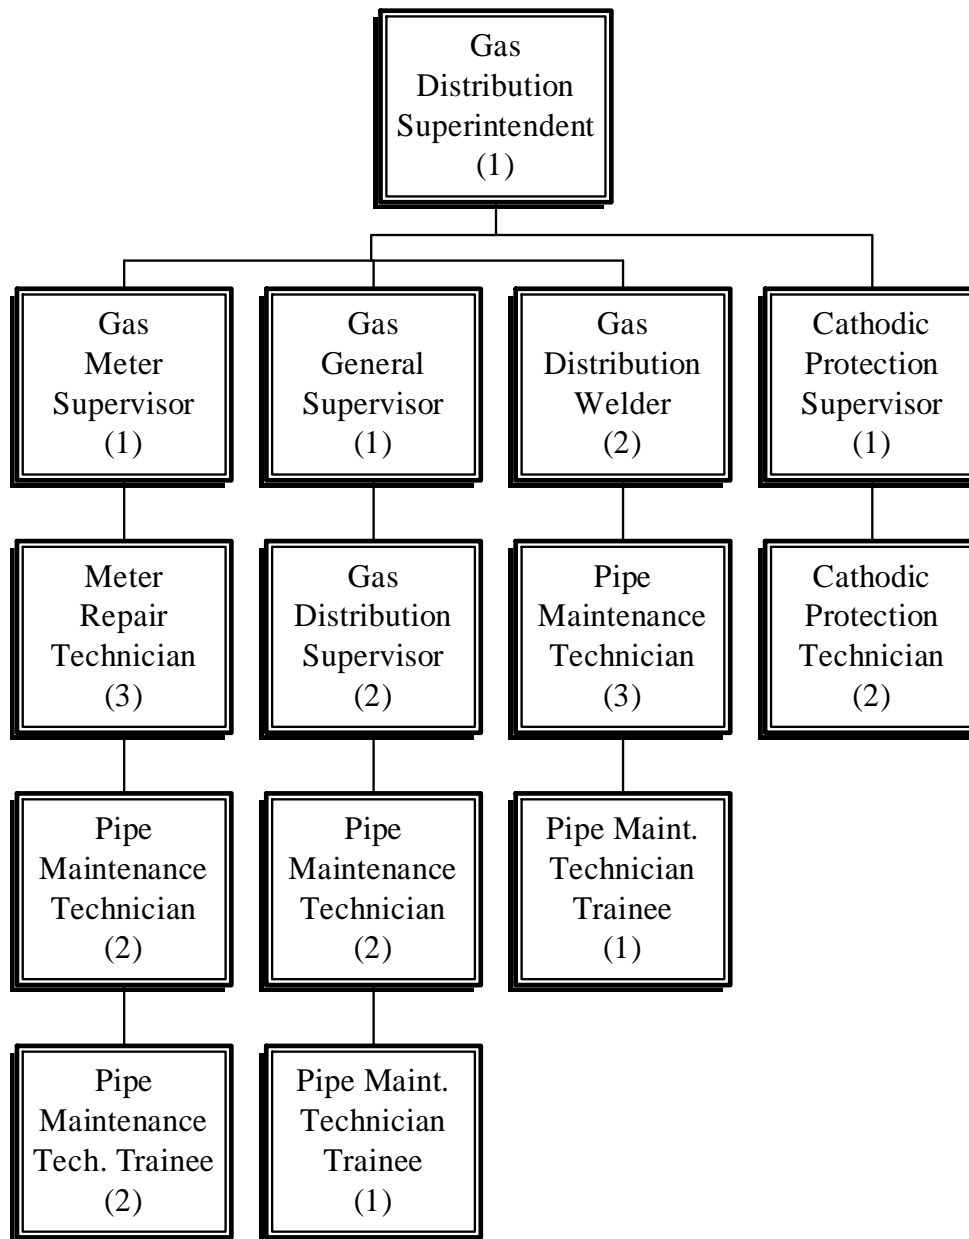 Gas
Distribution
Superintendent
(1)
Gas
Meter
Supervisor
(1)
Gas
General
Supervisor
(1)
Gas
Distribution
Welder
(2)
Cathodic
Protection
Supervisor
(1)
Meter
Repair
Technician
(3)
Gas
Distribution
Supervisor
(2)
Pipe
Maintenance
Technician
(3)
Cathodic
Protection
Technician
(2)
Pipe
Maintenance
Technician
(2)
Pipe
Maintenance
Technician
(2)
Pipe Maint.
Technician
Trainee
(1)
Pipe
Maintenance
Tech. Trainee
(2)
Pipe Maint.
Technician
Trainee
(1)